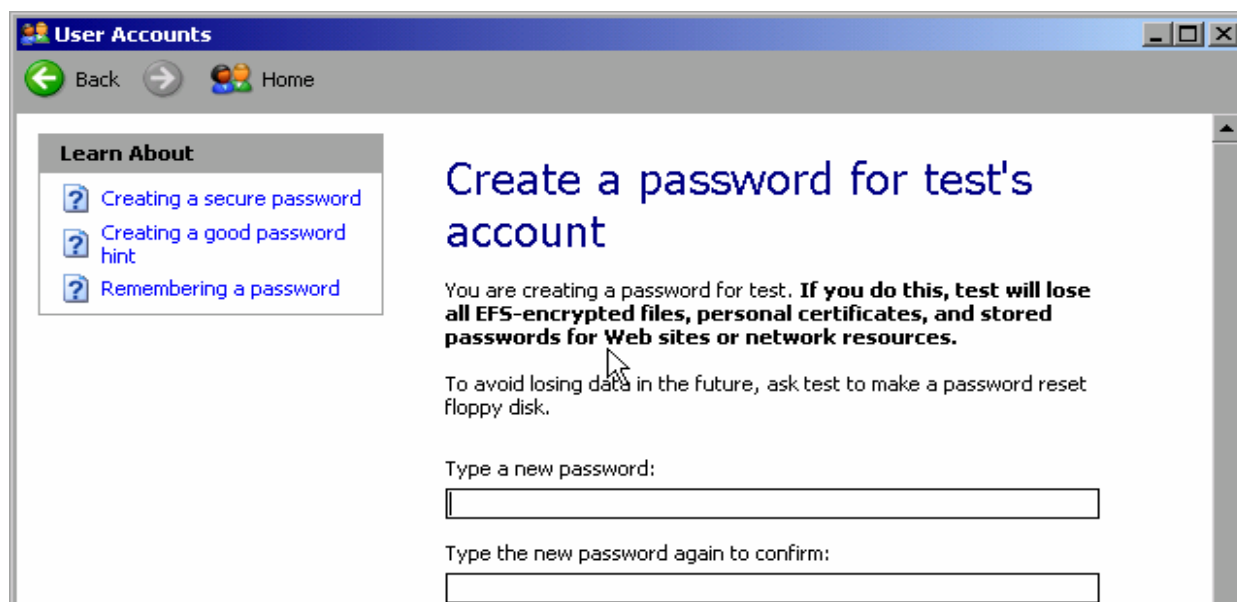 User Accounts
Back
Home
Learn About
Creating a secure password
Creating a good password
hint
Remembering a password
Create a password for test's
account
You are creating a password for test. If you do this, test will lose
all EFS-encrypted files, personal certificates, and stored
passwords for Web sites or network resources.
To avoid losing data in the future, ask test to make a password reset
floppy disk.
Type a new password:
Type the new password again to confirm: